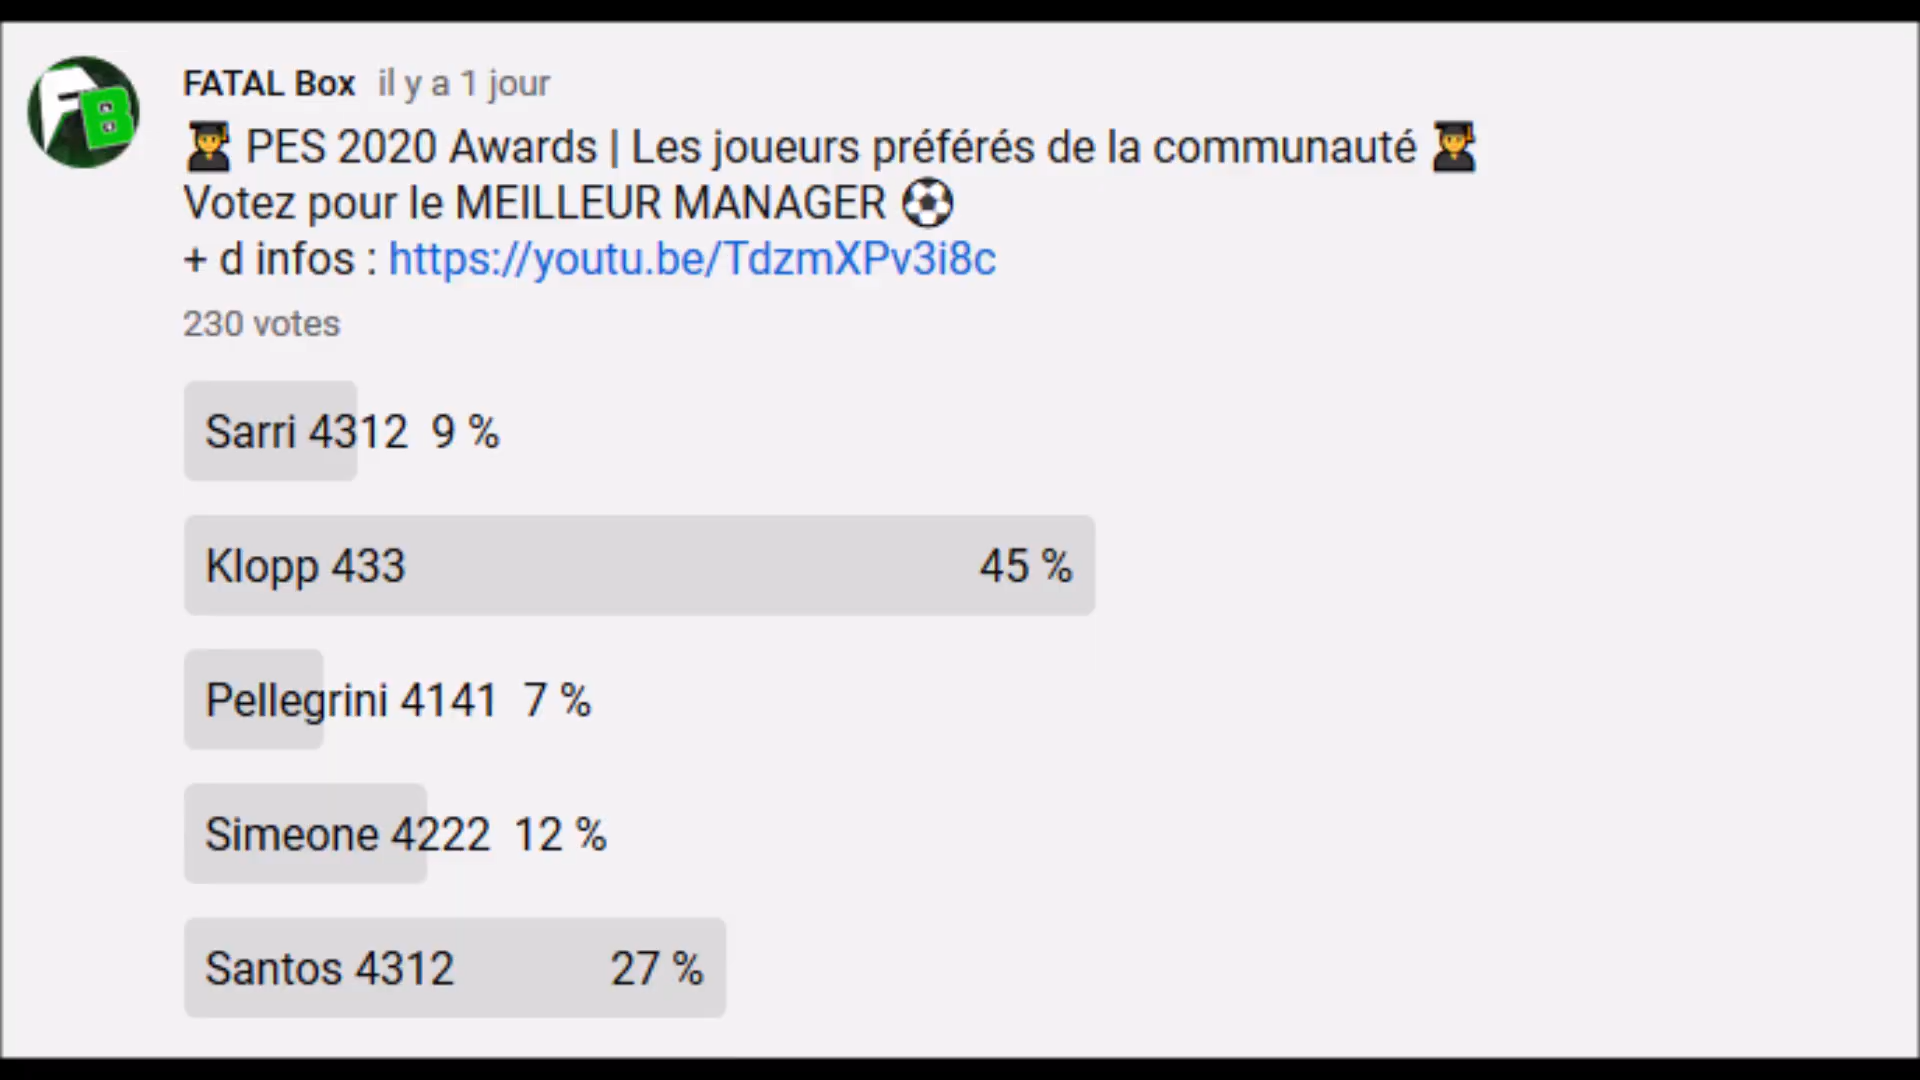 FB
FATAL Box il y a 1 jour
👨‍🎓 PES 2020 Awards | Les joueurs préférés de la communauté 👨‍🎓
Votez pour le MEILLEUR MANAGER ⚽
+ d infos : https://youtu.be/TdzmXPv3i8c
230 votes
Sarri 4312 9 %
Klopp 433 45 %
Pellegrini 4141 7 %
Simeone 4222 12 %
Santos 4312 27 %